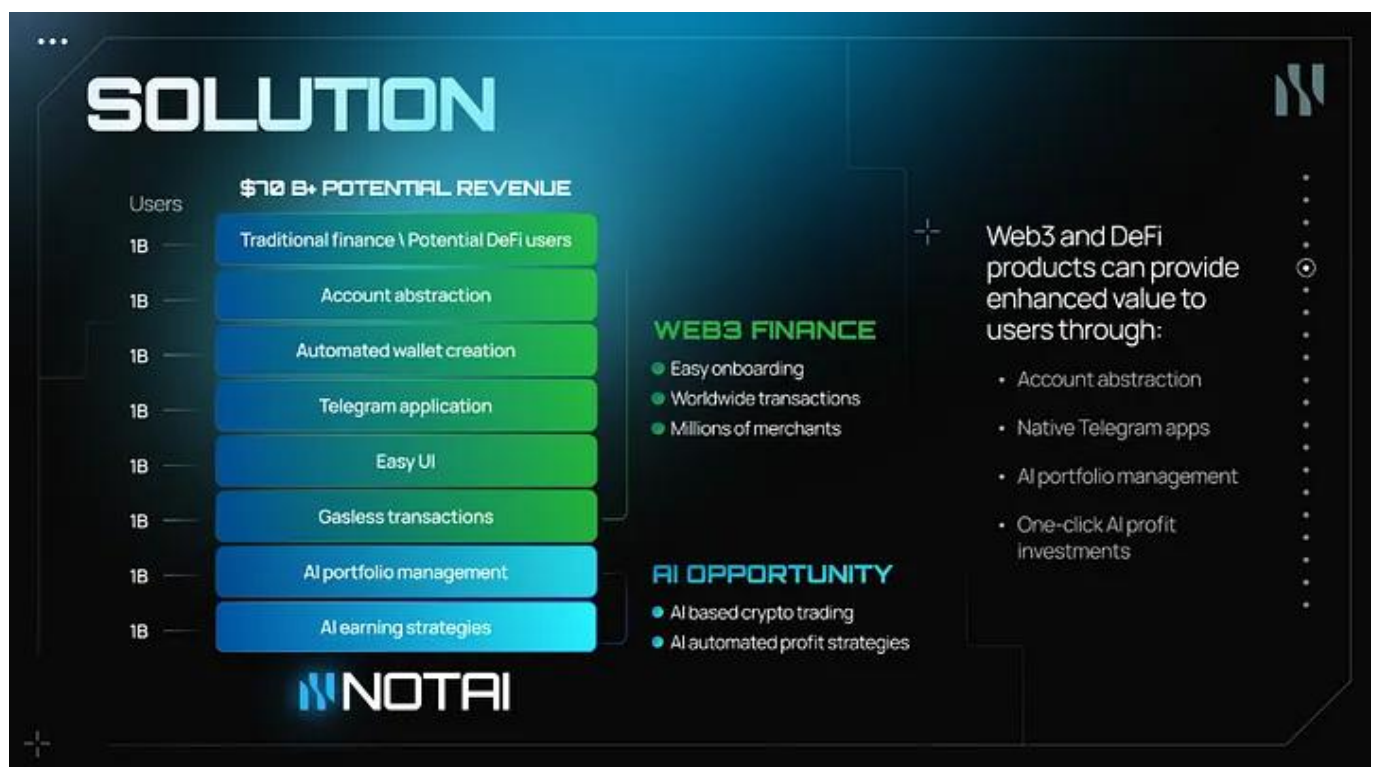 SOLUTION
$70 B+ POTENTIAL REVENUE
Users
1B
Traditional finance \ Potential DeFi users
1B
Account abstraction
1B
Automated wallet creation
1B
Telegram application
1B
Easy UI
1B
Gasless transactions
1B
AI portfolio management
1B
AI earning strategies
NOTAI
WEB3 FINANCE
Easy onboarding
Worldwide transactions
Millions of merchants
AI OPPORTUNITY
AI based crypto trading
AI automated profit strategies
Web3 and DeFi
products can provide
enhanced value to
users through:
• Account abstraction
• Native Telegram apps
• AI portfolio management
• One-click AI profit
investments